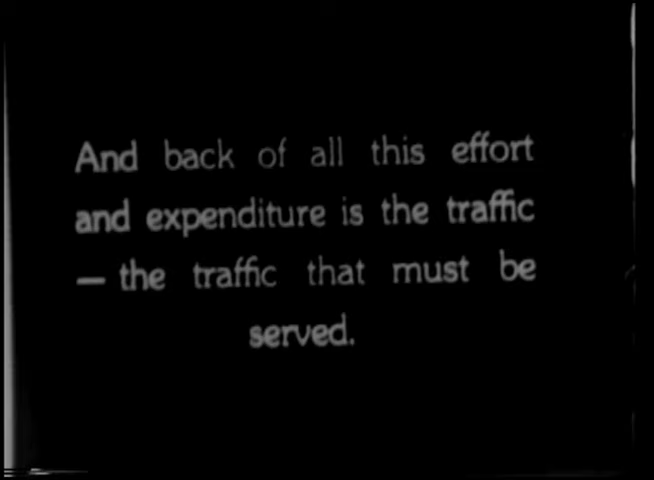 And back of all this effort
and expenditure is the traffic
— the traffic that must be
served.